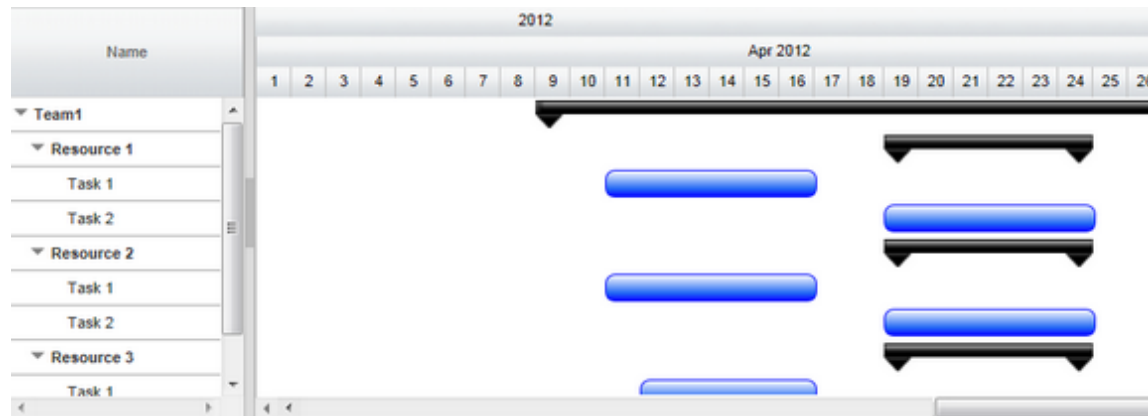 2012
Name
Apr 2012
1 2 3 4 5 6 7 8 9 10 11 12 13 14 15 16 17 18 19 20 21 22 23 24 25
Team1
Resource 1
Task 1
Task 2
Resource 2
Task 1
Task 2
Resource 3
Task 1